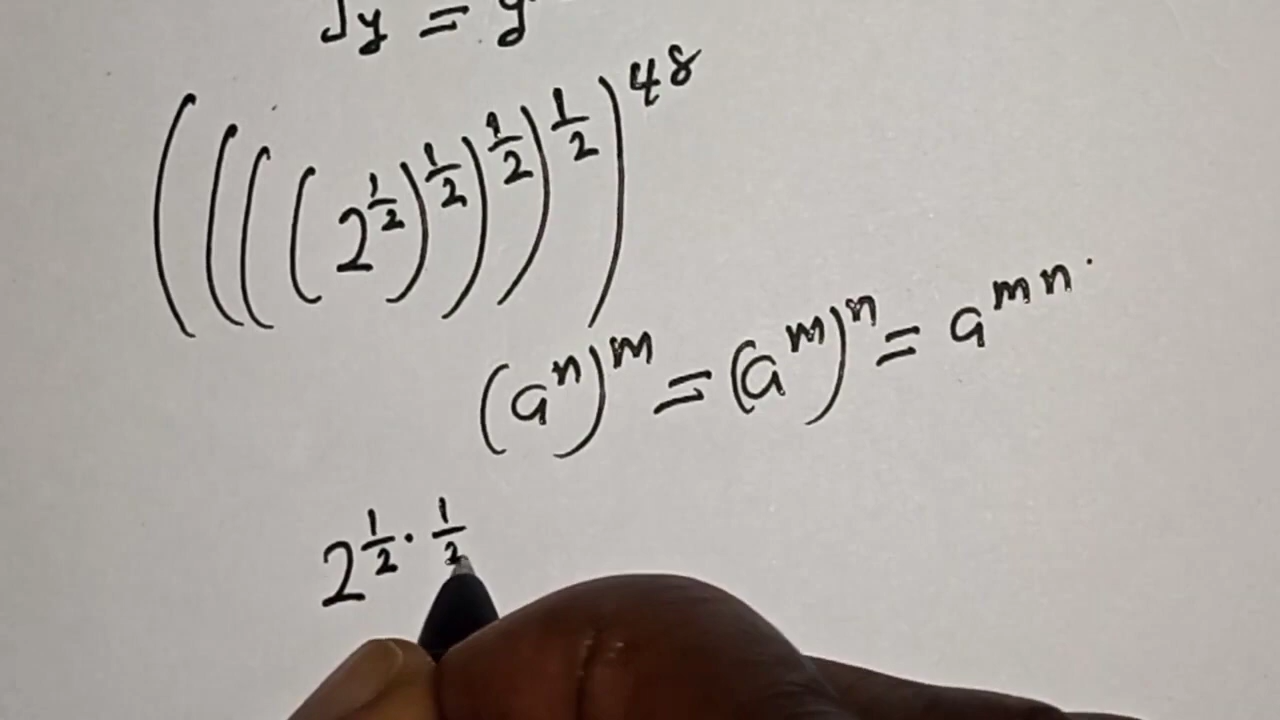 √y = y
((((2^{1/2})^{1/2})^{1/2})^{1/2})^{48}
(a^n)^m = (a^m)^n = a^{mn}.
2^{1/2 · 1/2}